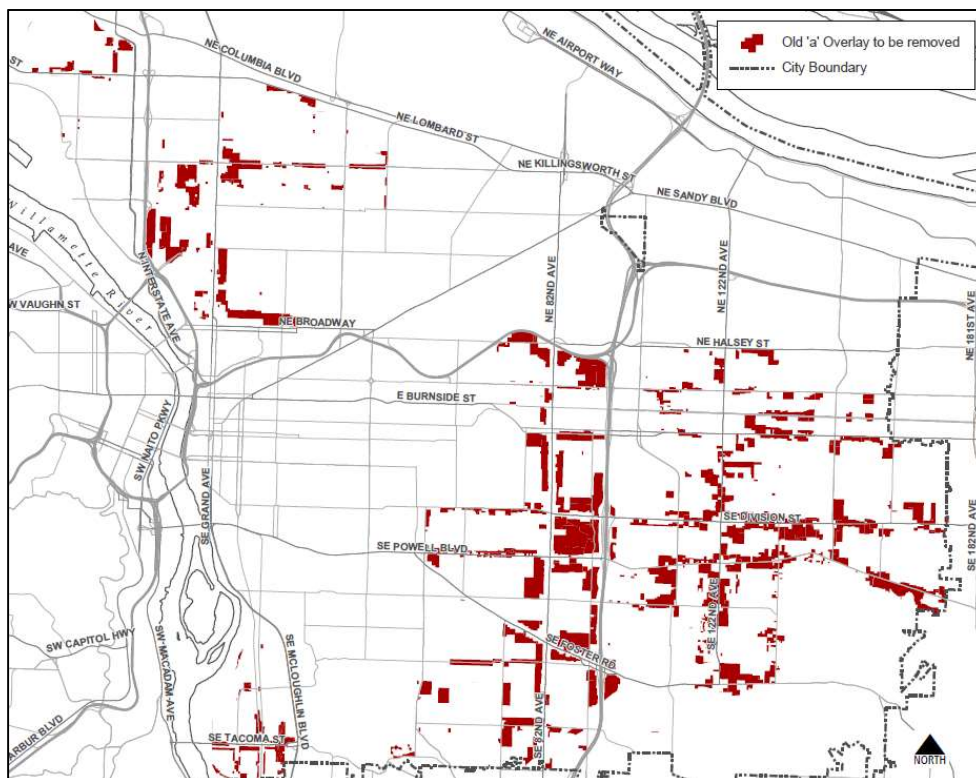 Old 'a' Overlay to be removed
City Boundary
NE COLUMBIA BLVD
NE AIRPORT WAY
ST
NE LOMBARD ST
NE KILLINGSWORTH ST
NE SANDY BLVD
Willamette River
AVE
N INTERSTATE AVE
W VAUGHN ST
NE BROADWAY
NE 82ND AVE
NE 122ND AVE
NE 181ST AVE
NE HALSEY ST
E BURNSIDE ST
SW NAITO PKWY
SE GRAND AVE
SE DIVISION ST
SE POWELL BLVD
SE 182ND AVE
SE 122ND AVE
SW CAPITOL HWY
SW MACADAM AVE
SE MCLOUGHLIN BLVD
SE FOSTER RD
ARBUR BLVD
SE TACOMA ST
SE 82ND AVE
NORTH